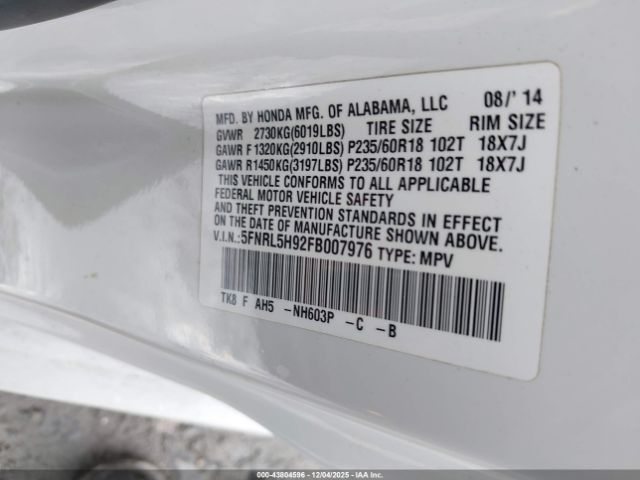 MFD. BY HONDA MFG. OF ALABAMA, LLC 08/' 14
GVWR 2730KG(6019LBS) TIRE SIZE RIM SIZE
GAWR F1320KG(2910LBS) P235/60R18 102T 18X7J
GAWR R1450KG(3197LBS) P235/60R18 102T 18X7J
THIS VEHICLE CONFORMS TO ALL APPLICABLE
FEDERAL MOTOR VEHICLE SAFETY
AND THEFT PREVENTION STANDARDS IN EFFECT
ON THE DATE OF MANUFACTURE SHOWN ABOVE.
V.I.N.:5FNRL5H92FB007976 TYPE: MPV
TK8 F AH5 -NH603P -C -B
000-43804596 - 12/04/2025 - IAAI.COM